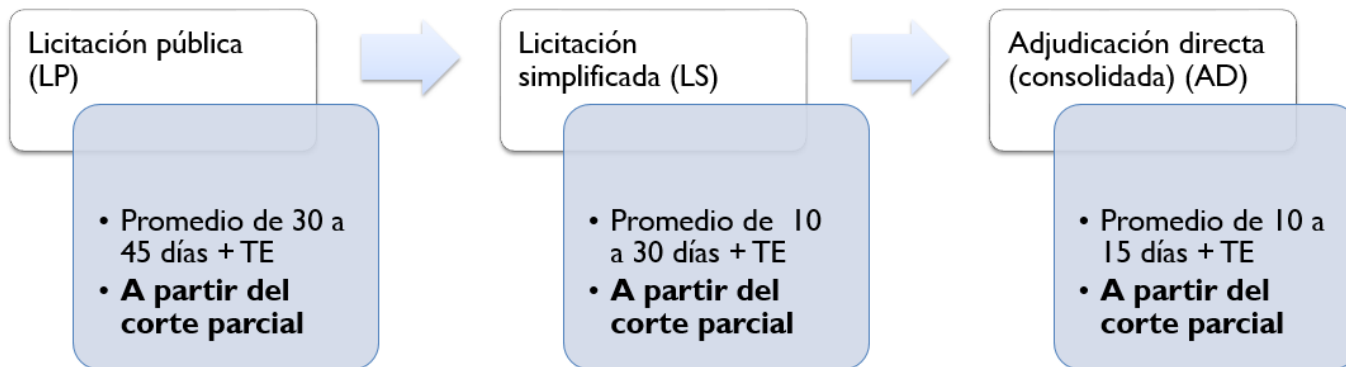 Licitación pública
(LP)
• Promedio de 30 a
45 días + TE
• A partir del
corte parcial
Licitación
simplificada (LS)
• Promedio de 10
a 30 días + TE
• A partir del
corte parcial
Adjudicación directa
(consolidada) (AD)
• Promedio de 10 a
15 días + TE
• A partir del
corte parcial